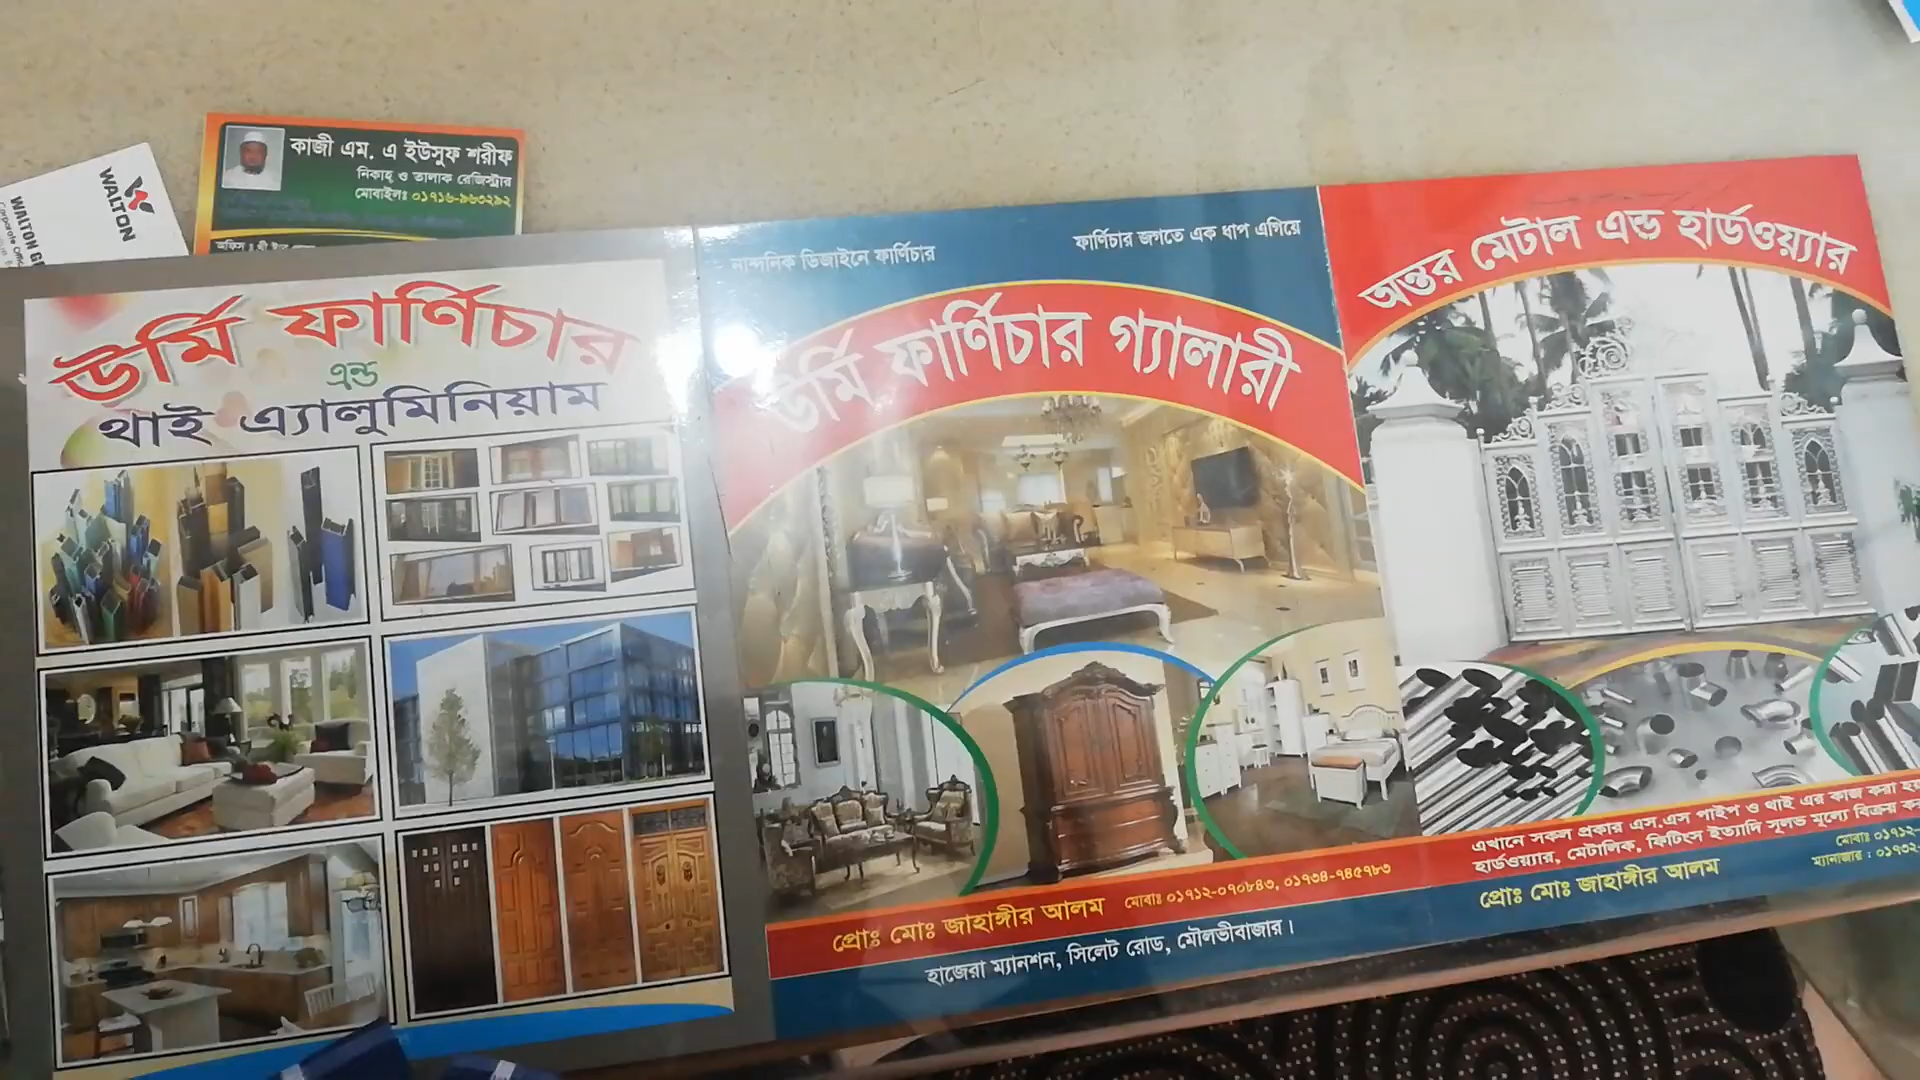 WALTON
কাজী এম. এ ইউসুফ শরীফ
নিকাহ্ ও তালাক রেজিস্ট্রার
মোবাইলঃ ০১৭১৬-৯৬৩২৯২
উর্মি ফার্ণিচার
এন্ড
থাই এ্যালুমিনিয়াম
নান্দনিক ডিজাইনে ফার্ণিচার
ফার্ণিচার জগতে এক ধাপ এগিয়ে
উর্মি ফার্ণিচার গ্যালারী
প্রোঃ মোঃ জাহাঙ্গীর আলম মোবাঃ ০১৭১২-০৭০৮৪৩, ০১৭৩৪-৭৪৫৭৮৩
হাজেরা ম্যানশন, সিলেট রোড, মৌলভীবাজার।
অন্তর মেটাল এন্ড হার্ডওয়্যার
এখানে সকল প্রকার এস.এস পাইপ ও থাই এর কাজ করা হয়
হার্ডওয়্যার, মেটালিক, ফিটিংস ইত্যাদি সূলভ মূল্যে বিক্রয়
প্রোঃ মোঃ জাহাঙ্গীর আলম
মোবাঃ ০১৭১২-
ম্যানাজার : ০১৭৩২-